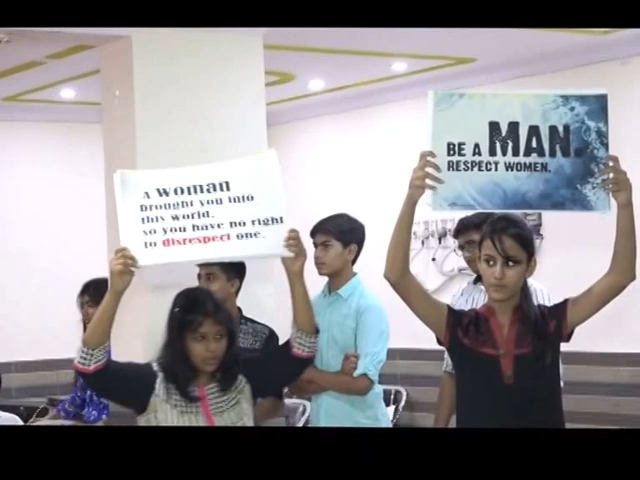 A WOMAN
brought you into
this world,
so you have no right
to disrespect one.
BE A MAN.
RESPECT WOMEN.